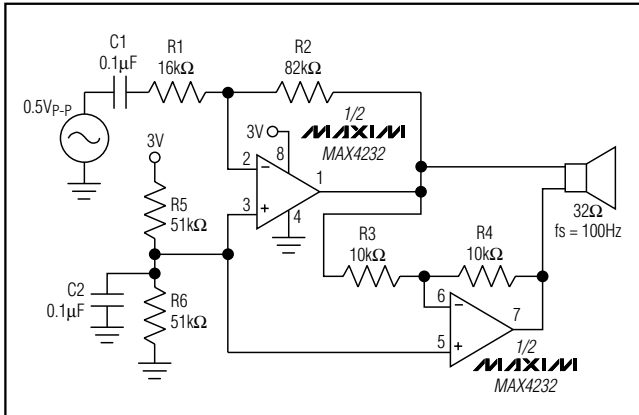 C1
0.1µF
R1
16kΩ
R2
82kΩ
0.5VP-P
1/2
MAXIM
MAX4232
3V
3V
8
2
−
1
3
+
4
R5
51kΩ
32Ω
fs = 100Hz
R3
10kΩ
R4
10kΩ
C2
0.1µF
R6
51kΩ
6
−
7
5
+
1/2
MAXIM
MAX4232